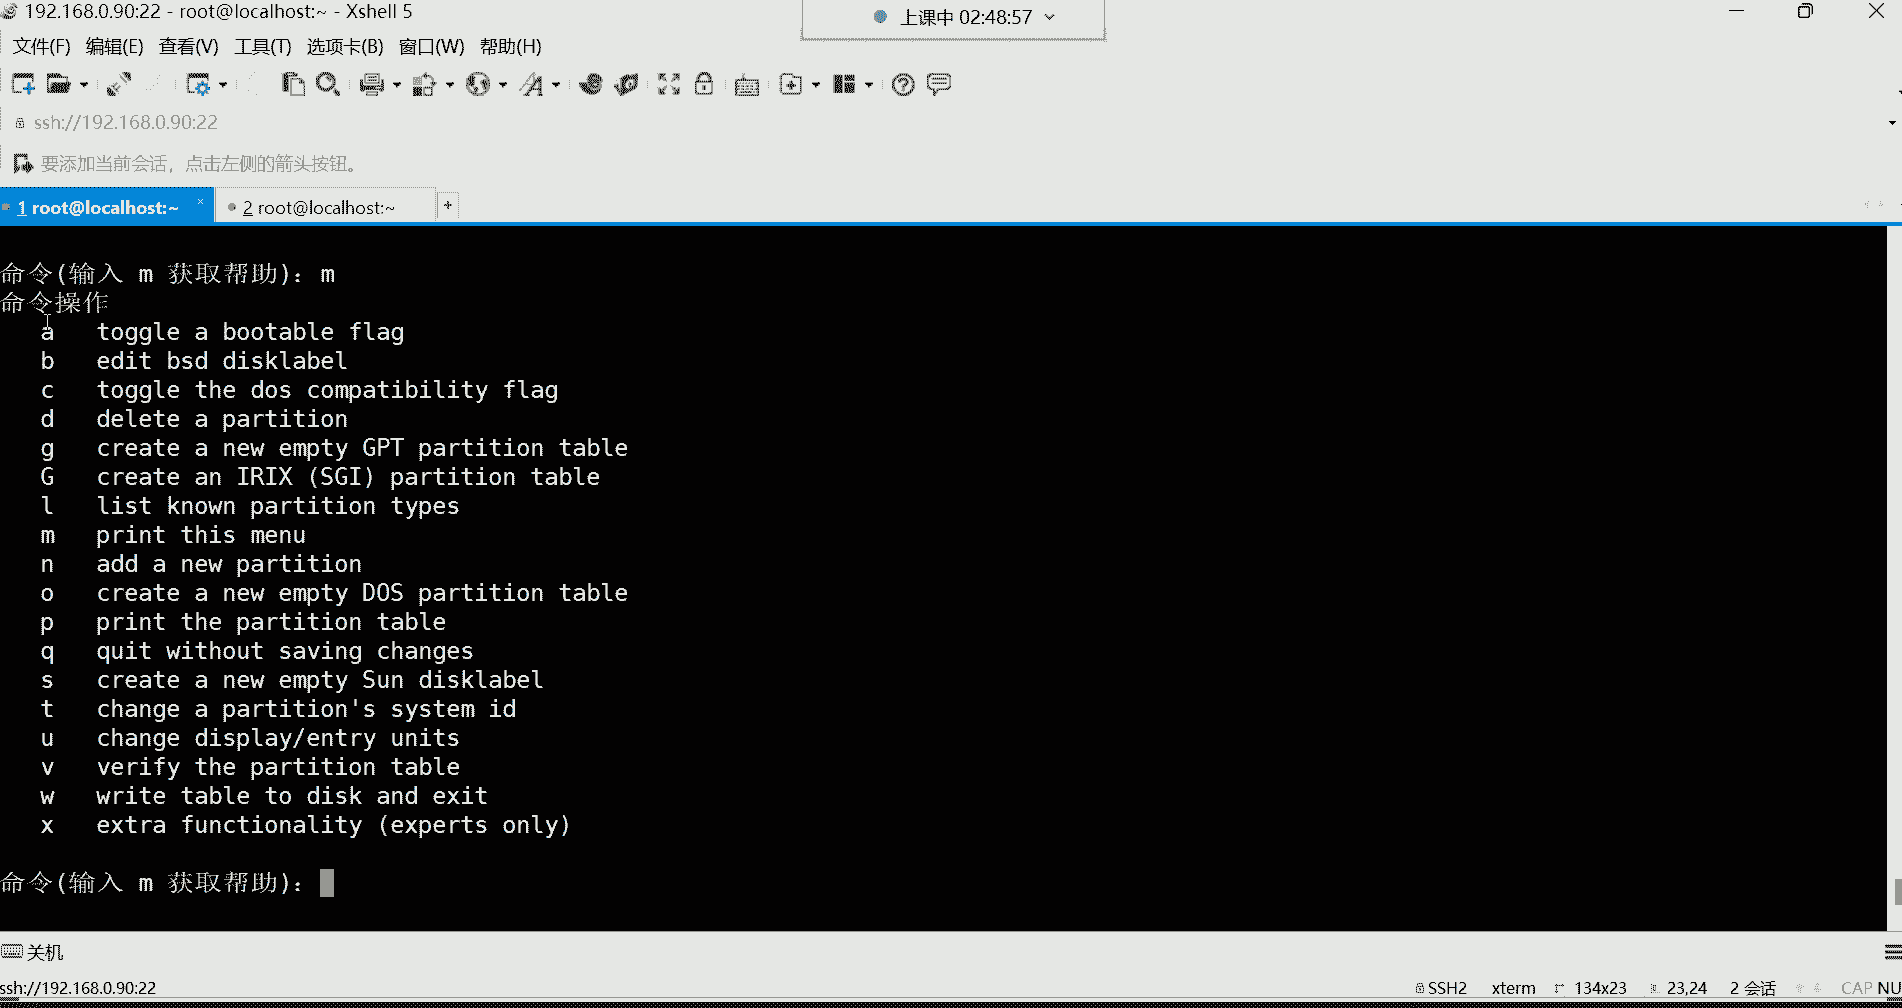 192.168.0.90:22 - root@localhost:~ - Xshell 5
上课中 02:48:57
文件(F) 编辑(E) 查看(V) 工具(T) 选项卡(B) 窗口(W) 帮助(H)
ssh://192.168.0.90:22
要添加当前会话，点击左侧的箭头按钮。
1 root@localhost:~ 2 root@localhost:~ +
命令(输入 m 获取帮助)：m
命令操作
a toggle a bootable flag
b edit bsd disklabel
c toggle the dos compatibility flag
d delete a partition
g create a new empty GPT partition table
G create an IRIX (SGI) partition table
l list known partition types
m print this menu
n add a new partition
o create a new empty DOS partition table
p print the partition table
q quit without saving changes
s create a new empty Sun disklabel
t change a partition's system id
u change display/entry units
v verify the partition table
w write table to disk and exit
x extra functionality (experts only)
命令(输入 m 获取帮助)：
关机
ssh://192.168.0.90:22 SSH2 xterm 134x23 23,24 2 会话 CAP NU